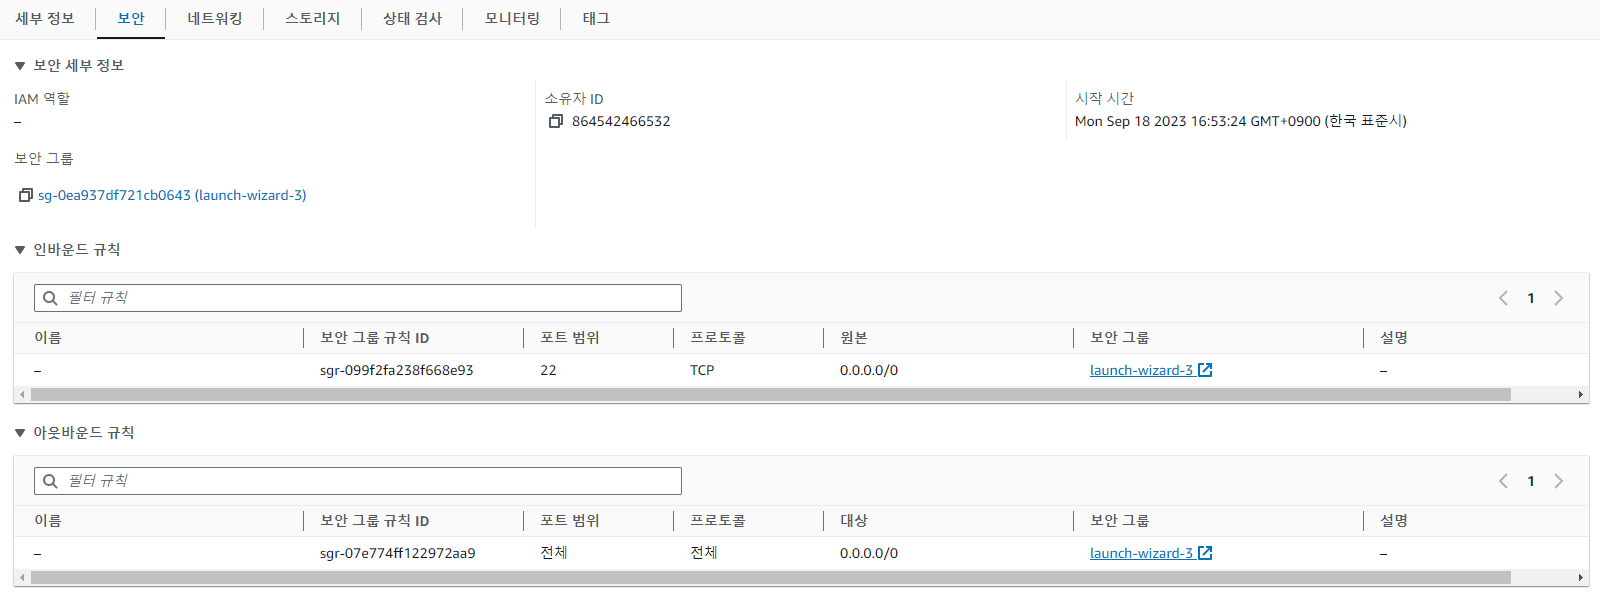 세부 정보 보안 네트워킹 스토리지 상태 검사 모니터링 태그
보안 세부 정보
IAM 역할
–
소유자 ID
864542466532
시작 시간
Mon Sep 18 2023 16:53:24 GMT+0900 (한국 표준시)
보안 그룹
sg-0ea937df721cb0643 (launch-wizard-3)
인바운드 규칙
필터 규칙
1
이름 보안 그룹 규칙 ID 포트 범위 프로토콜 원본 보안 그룹 설명
– sgr-099f2fa238f668e93 22 TCP 0.0.0.0/0 launch-wizard-3 –
아웃바운드 규칙
필터 규칙
1
이름 보안 그룹 규칙 ID 포트 범위 프로토콜 대상 보안 그룹 설명
– sgr-07e774ff122972aa9 전체 전체 0.0.0.0/0 launch-wizard-3 –